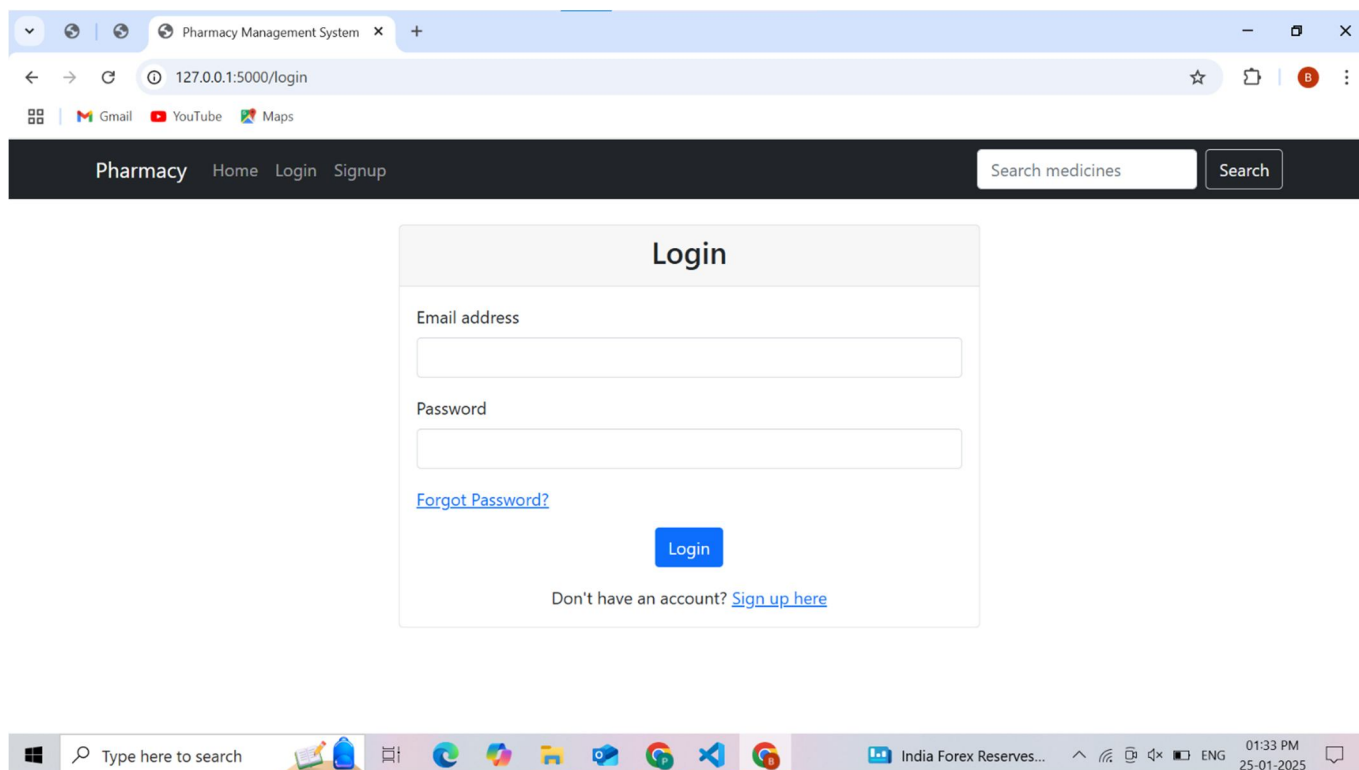 Pharmacy Management System
127.0.0.1:5000/login
B
Gmail YouTube Maps
Pharmacy Home Login Signup Search medicines Search
Login
Email address
Password
Forgot Password?
Login
Don't have an account? Sign up here
Type here to search India Forex Reserves... ENG 01:33 PM
25-01-2025